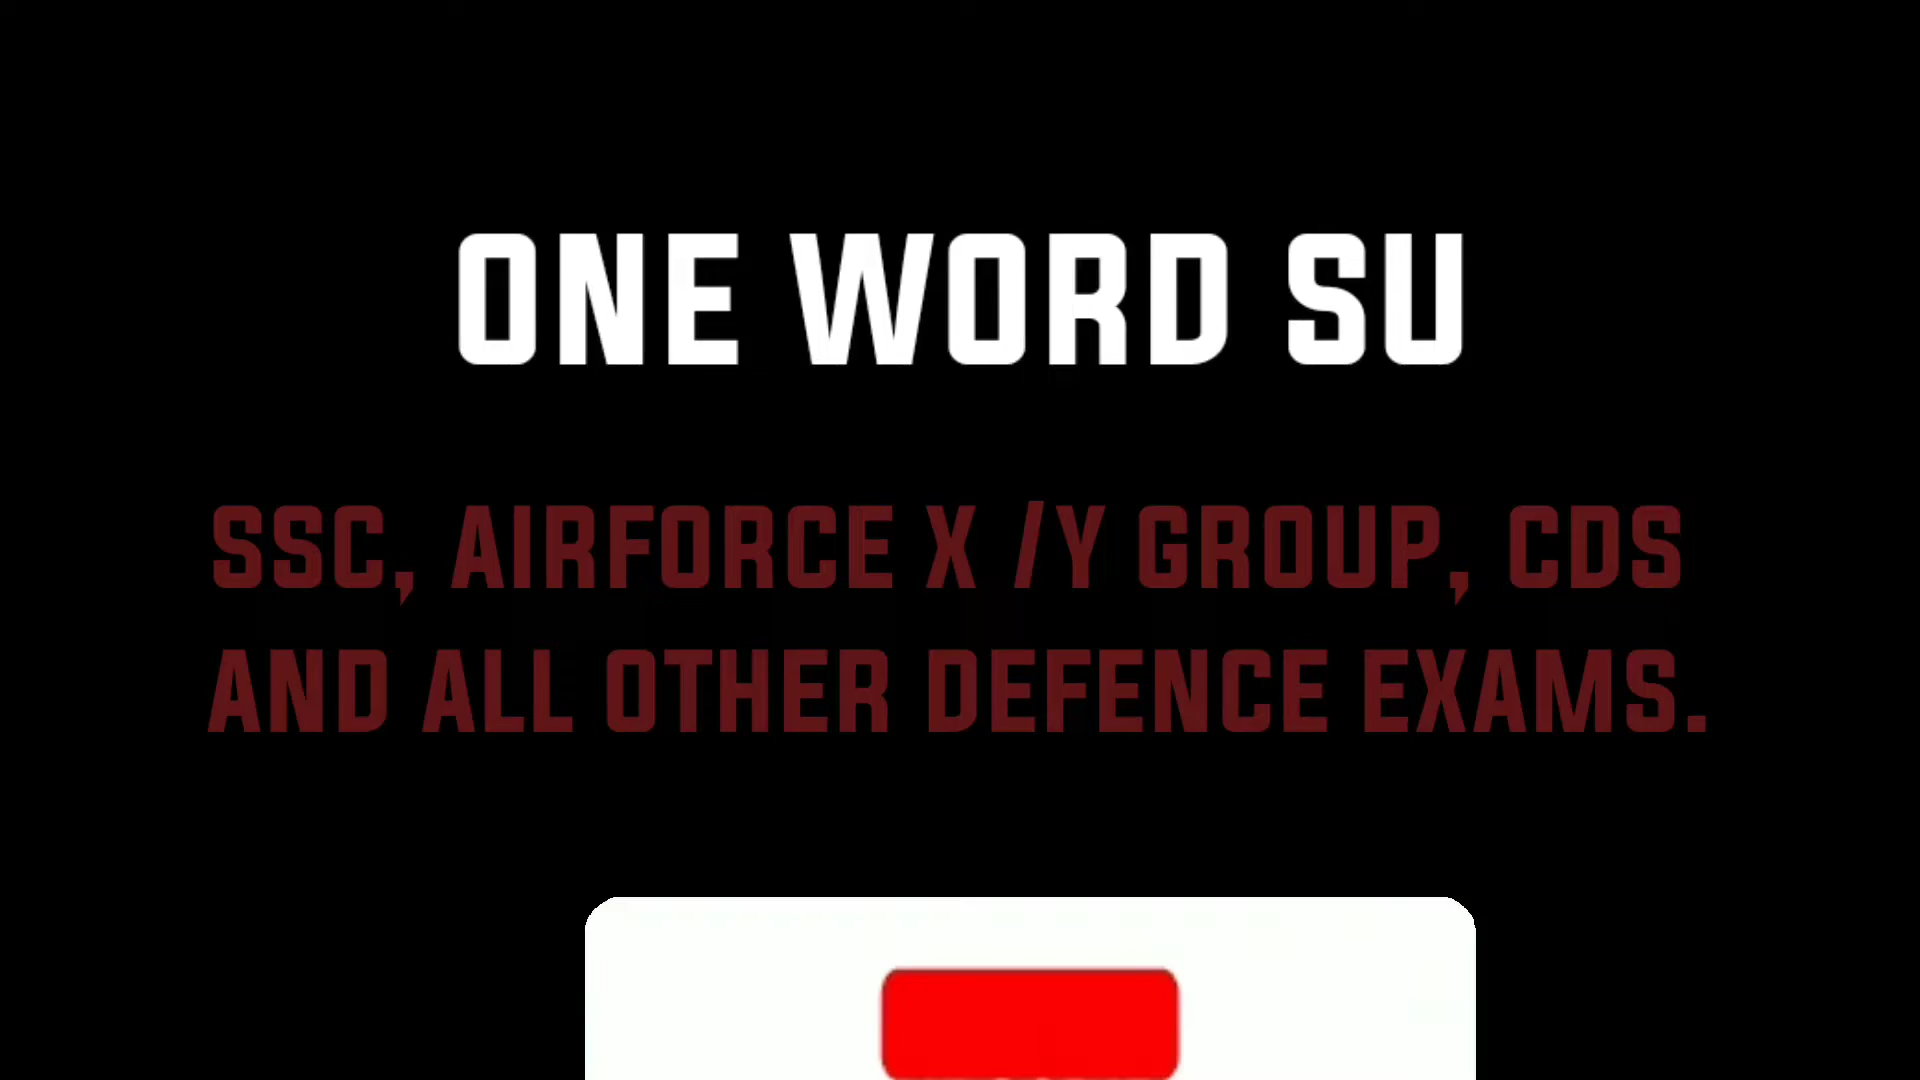 ONE WORD SU
SSC, AIRFORCE X /Y GROUP, CDS
AND ALL OTHER DEFENCE EXAMS.